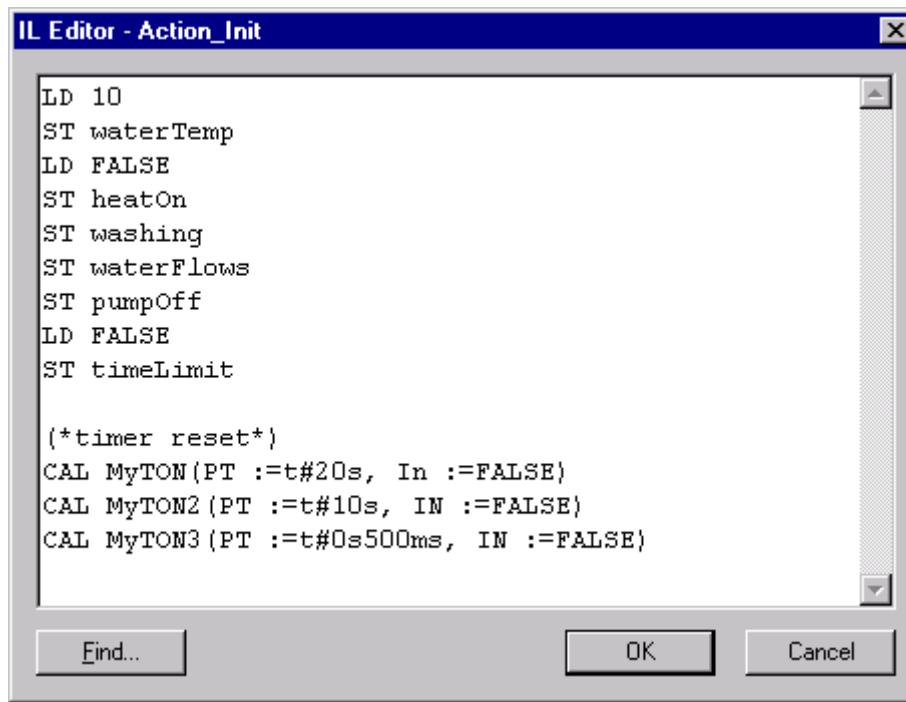 IL Editor - Action_Init
LD 10
ST waterTemp
LD FALSE
ST heatOn
ST washing
ST waterFlows
ST pumpOff
LD FALSE
ST timeLimit
(*timer reset*)
CAL MyTON(PT :=t#20s, In :=FALSE)
CAL MyTON2(PT :=t#10s, IN :=FALSE)
CAL MyTON3(PT :=t#0s500ms, IN :=FALSE)
Find... OK Cancel